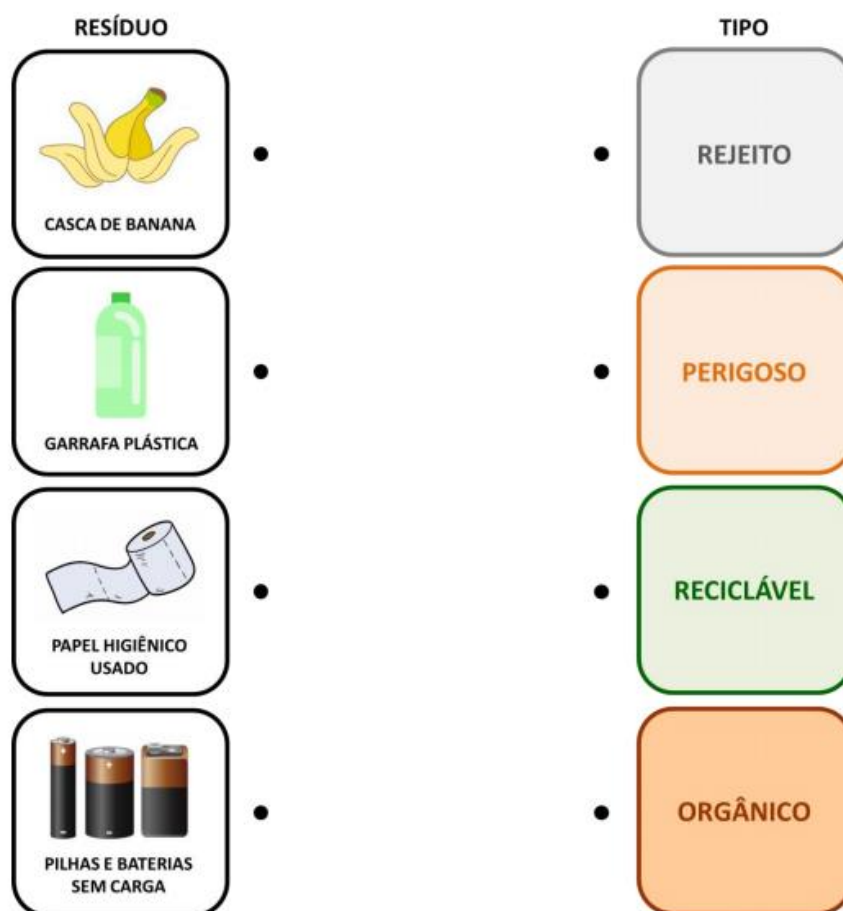 RESÍDUO
TIPO
CASCA DE BANANA
REJEITO
GARRAFA PLÁSTICA
PERIGOSO
PAPEL HIGIÊNICO
USADO
RECICLÁVEL
PILHAS E BATERIAS
SEM CARGA
ORGÂNICO